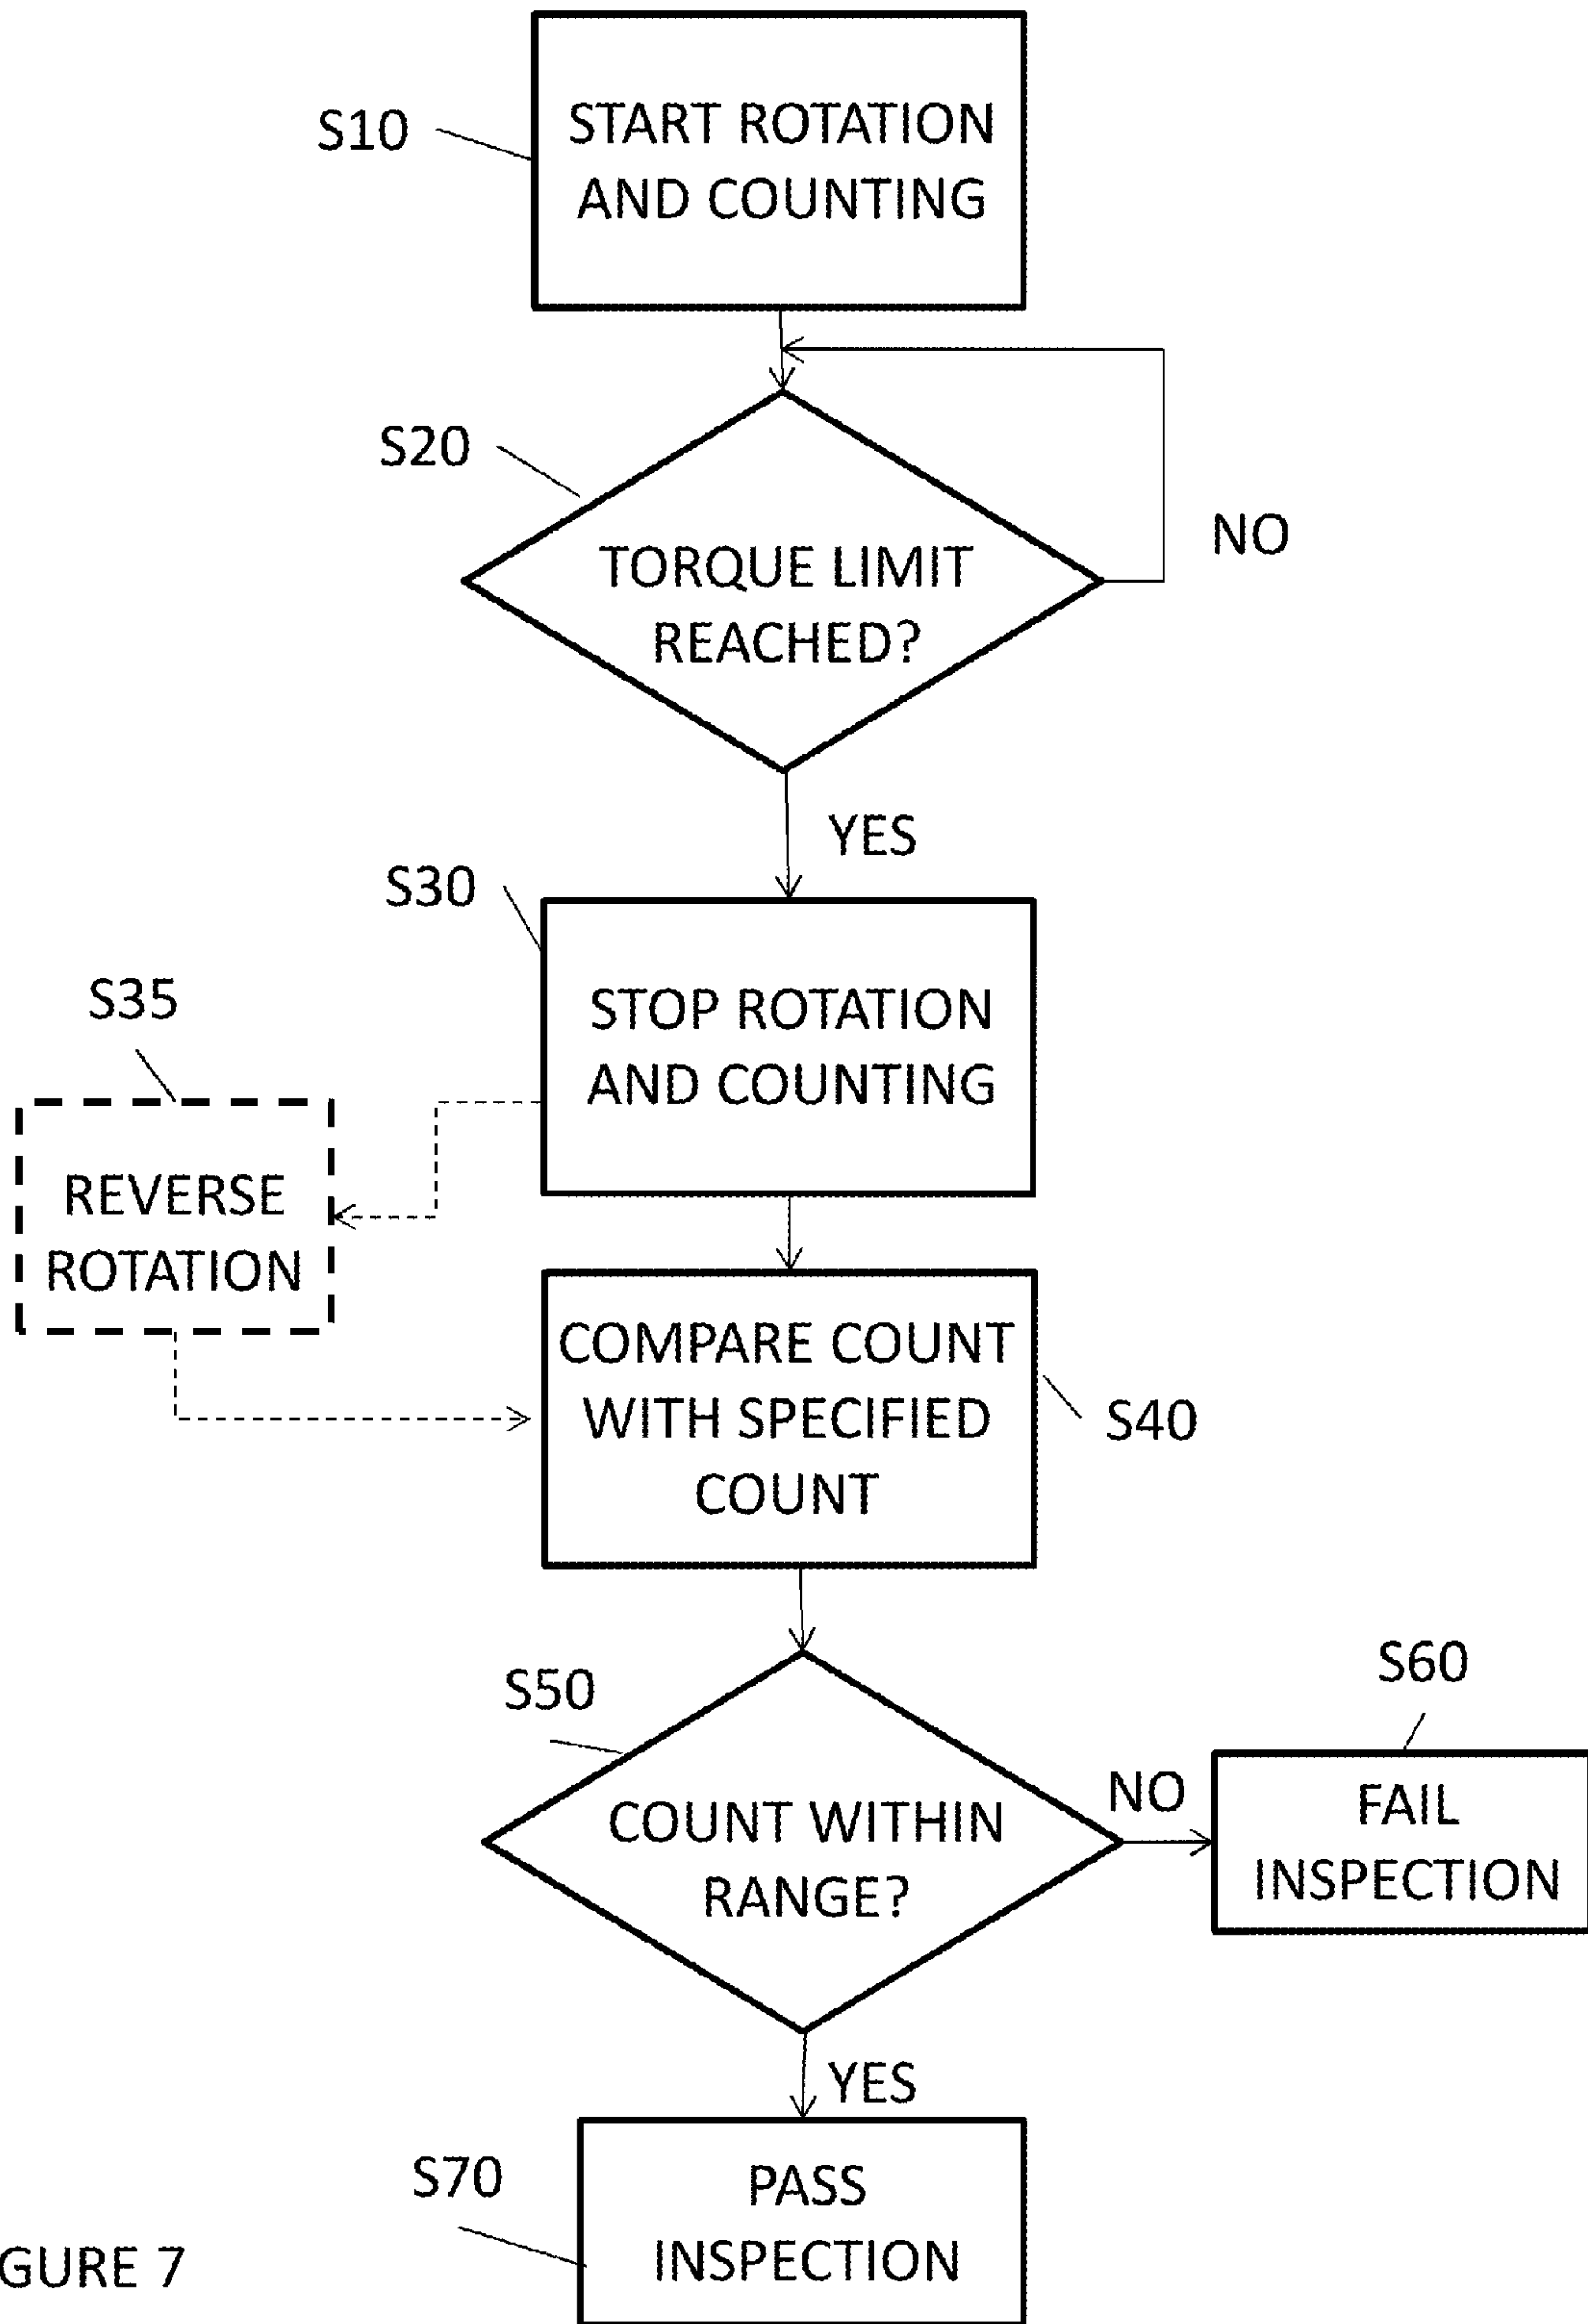 S10
START ROTATION
AND COUNTING
S20
TORQUE LIMIT
REACHED?
NO
YES
S30
STOP ROTATION
AND COUNTING
S35
REVERSE
ROTATION
COMPARE COUNT
WITH SPECIFIED
COUNT
S40
S50
COUNT WITHIN
RANGE?
NO
S60
FAIL
INSPECTION
YES
S70
PASS
INSPECTION
GURE 7